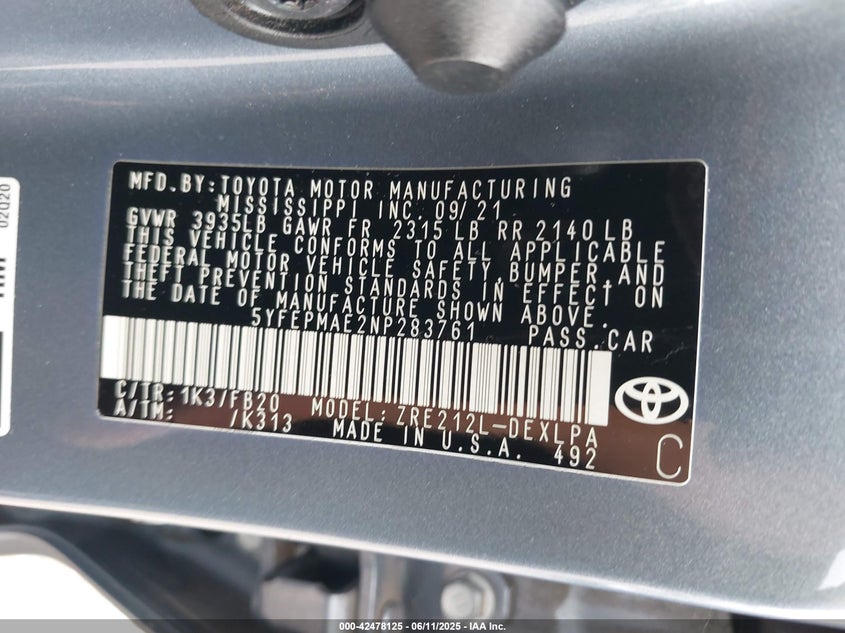 MFD.BY:TOYOTA MOTOR MANUFACTURING
MISSISSIPPI INC. 09/21
GVWR 3935LB GAWR FR 2315 LB RR 2140 LB
THIS VEHICLE CONFORMS TO ALL APPLICABLE
FEDERAL MOTOR VEHICLE SAFETY,BUMPER AND
THEFT PREVENTION STANDARDS IN EFFECT ON
THE DATE OF MANUFACTURE SHOWN ABOVE.
5YFEPMAE2NP283761 PASS.CAR
C/TR:1K3/FB20 MODEL:ZRE212L-DEXLPA
A/TM: /K313 MADE IN U.S.A. 492
C
02Q20
000-42478125 - 06/11/2025 - IAA Inc.